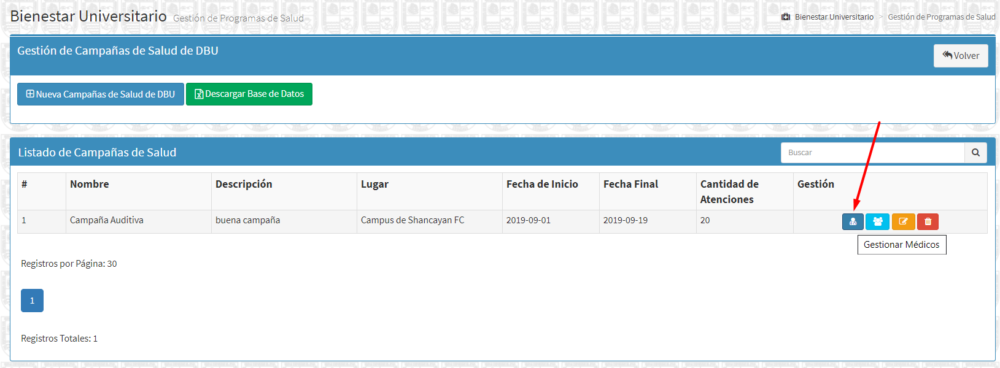 Bienestar Universitario Gestión de Programas de Salud
Bienestar Universitario > Gestión de Programas de Salud
Gestión de Campañas de Salud de DBU
Volver
Nueva Campañas de Salud de DBU
Descargar Base de Datos
Listado de Campañas de Salud
Buscar
# Nombre Descripción Lugar Fecha de Inicio Fecha Final Cantidad de Atenciones Gestión
1 Campaña Auditiva buena campaña Campus de Shancayan FC 2019-09-01 2019-09-19 20
Gestionar Médicos
Registros por Página: 30
1
Registros Totales: 1